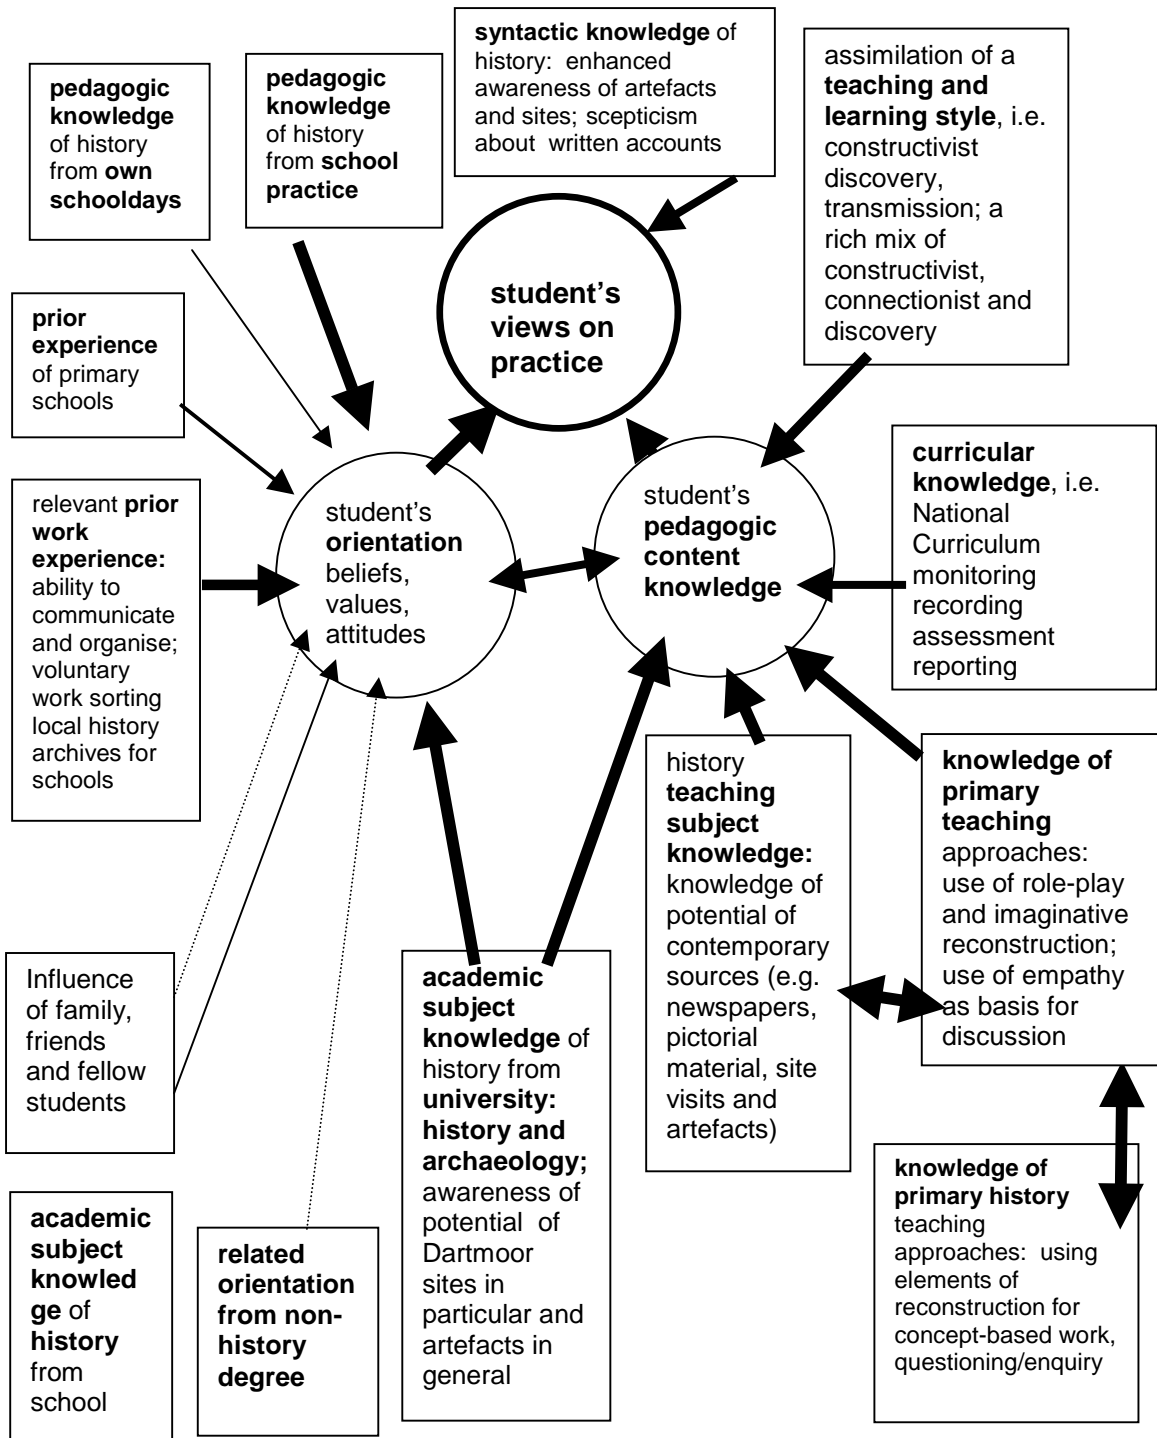 syntactic knowledge of
history: enhanced
awareness of artefacts
and sites; scepticism
about written accounts
pedagogic
knowledge
of history
from own
schooldays
pedagogic
knowledge
of history
from school
practice
assimilation of a
teaching and
learning style, i.e.
constructivist
discovery,
transmission; a
rich mix of
constructivist,
connectionist and
discovery
student's
views on
practice
prior
experience
of primary
schools
relevant prior
work
experience:
ability to
communicate
and organise;
voluntary
work sorting
local history
archives for
schools
student's
orientation
beliefs,
values,
attitudes
student's
pedagogic
content
knowledge
curricular
knowledge, i.e.
National
Curriculum
monitoring
recording
assessment
reporting
history
teaching
subject
knowledge:
knowledge of
potential of
contemporary
sources (e.g.
newspapers,
pictorial
material, site
visits and
artefacts)
knowledge of
primary
teaching
approaches:
use of role-play
and imaginative
reconstruction;
use of empathy
as basis for
discussion
Influence
of family,
friends
and fellow
students
academic
subject
knowledge of
history from
university:
history and
archaeology;
awareness of
potential of
Dartmoor
sites in
particular and
artefacts in
general
knowledge of
primary history
teaching
approaches: using
elements of
reconstruction for
concept-based work,
questioning/enquiry
academic
subject
knowled
ge of
history
from
school
related
orientation
from non-
history
degree